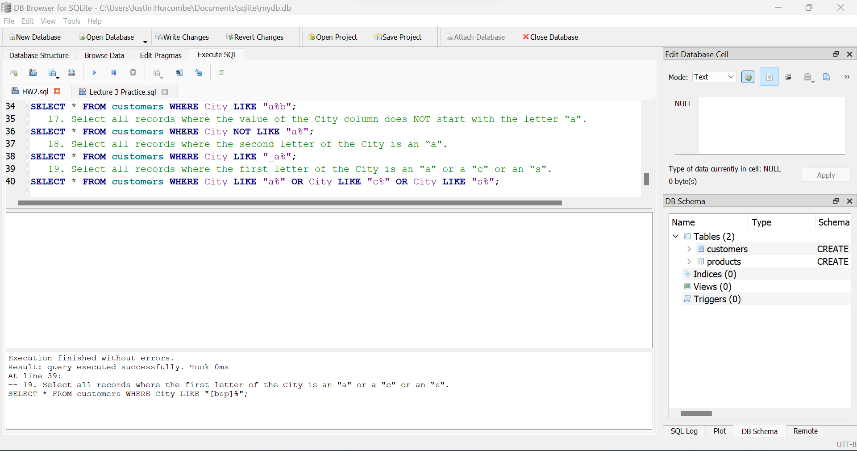 DB Browser for SQLite - C:\Users\Justin Hurcombe\Documents\sqlite\mydb.db
File Edit View Tools Help
New Database Open Database Write Changes Revert Changes Open Project Save Project Attach Database Close Database
Database Structure Browse Data Edit Pragmas Execute SQL
HW2.sql Lecture 3 Practice.sql
34 SELECT * FROM customers WHERE City LIKE "a%b";
35 17. Select all records where the value of the City column does NOT start with the letter “a”.
36 SELECT * FROM customers WHERE City NOT LIKE "a%";
37 18. Select all records where the second letter of the City is an “a”.
38 SELECT * FROM customers WHERE City LIKE "_a%";
39 19. Select all records where the first letter of the City is an "a" or a "c" or an “s”.
40 SELECT * FROM customers WHERE City LIKE "a%" OR City LIKE "c%" OR City LIKE "s%";
Execution finished without errors.
Result: query executed successfully. Took 0ms
At line 39:
-- 19. Select all records where the first letter of the City is an "a" or a "c" or an “s”.
SELECT * FROM customers WHERE City LIKE "[bsp]%";
Edit Database Cell
Mode: Text
NULL
Type of data currently in cell: NULL
0 byte(s)
Apply
DB Schema
Name Type Schema
Tables (2)
customers CREATE
products CREATE
Indices (0)
Views (0)
Triggers (0)
SQL Log Plot DB Schema Remote
UTF-8